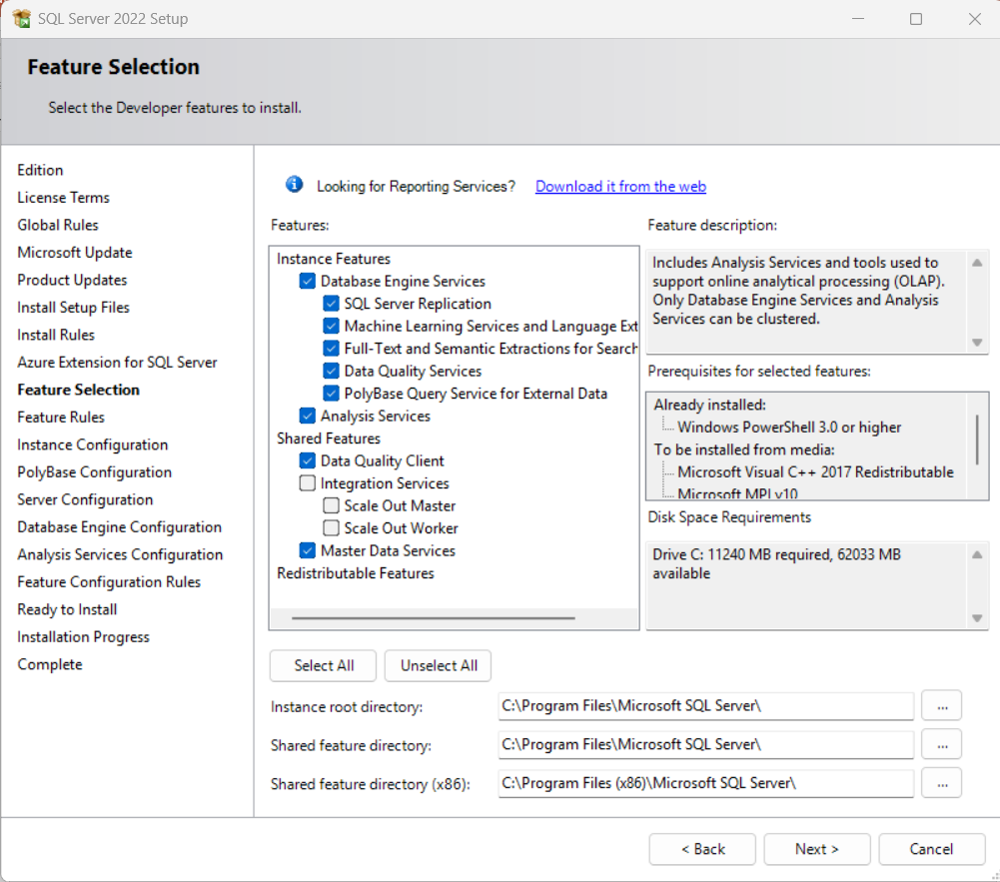 SQL Server 2022 Setup
Feature Selection
Select the Developer features to install.
Edition
License Terms
Global Rules
Microsoft Update
Product Updates
Install Setup Files
Install Rules
Azure Extension for SQL Server
Feature Selection
Feature Rules
Instance Configuration
PolyBase Configuration
Server Configuration
Database Engine Configuration
Analysis Services Configuration
Feature Configuration Rules
Ready to Install
Installation Progress
Complete
Looking for Reporting Services? Download it from the web
Features:
Instance Features
Database Engine Services
SQL Server Replication
Machine Learning Services and Language Ext
Full-Text and Semantic Extractions for Search
Data Quality Services
PolyBase Query Service for External Data
Analysis Services
Shared Features
Data Quality Client
Integration Services
Scale Out Master
Scale Out Worker
Master Data Services
Redistributable Features
Feature description:
Includes Analysis Services and tools used to
support online analytical processing (OLAP).
Only Database Engine Services and Analysis
Services can be clustered.
Prerequisites for selected features:
Already installed:
Windows PowerShell 3.0 or higher
To be installed from media:
Microsoft Visual C++ 2017 Redistributable
Microsoft MPI v10
Disk Space Requirements
Drive C: 11240 MB required, 62033 MB
available
Select All
Unselect All
Instance root directory: C:\Program Files\Microsoft SQL Server\ ...
Shared feature directory: C:\Program Files\Microsoft SQL Server\ ...
Shared feature directory (x86): C:\Program Files (x86)\Microsoft SQL Server\ ...
< Back
Next >
Cancel